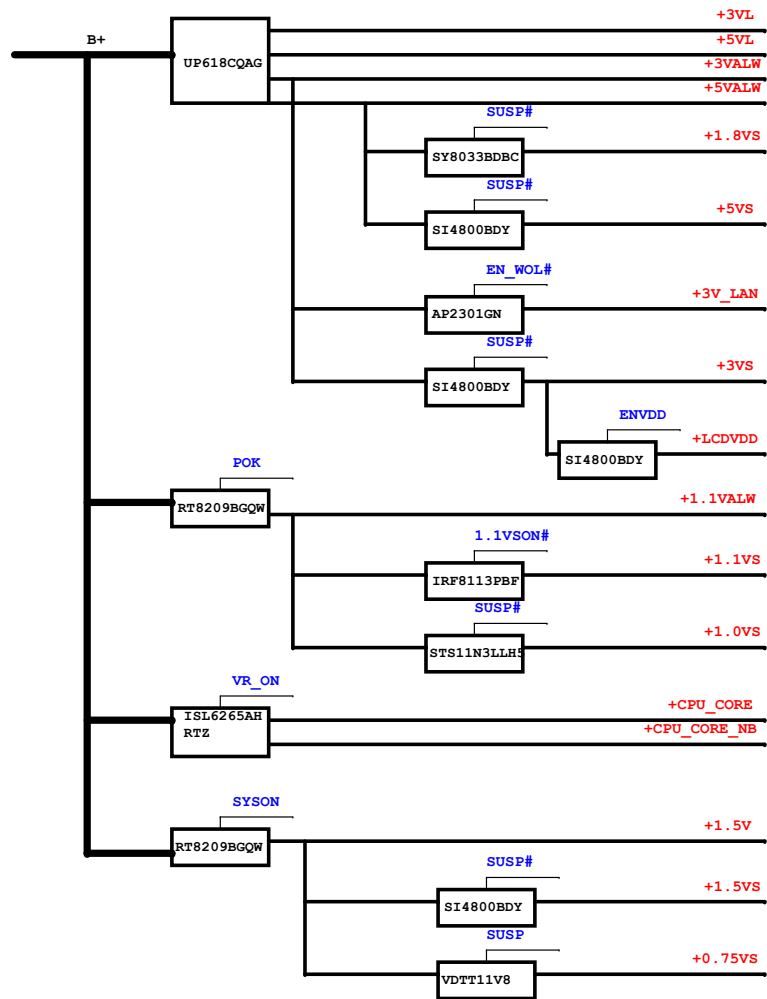 +3VL
B+
+5VL
UP618CQAG
+3VALW
+5VALW
SUSP#
+1.8VS
SY8033BDBC
SUSP#
+5VS
SI4800BDY
EN_WOL#
+3V_LAN
AP2301GN
SUSP#
+3VS
SI4800BDY
ENVDD
+LCDVDD
SI4800BDY
POK
+1.1VALW
RT8209BGQW
1.1VSON#
+1.1VS
IRF8113PBF
SUSP#
+1.0VS
STS11N3LLH5
VR_ON
+CPU_CORE
ISL6265AH
RTZ
+CPU_CORE_NB
SYSON
+1.5V
RT8209BGQW
SUSP#
+1.5VS
SI4800BDY
SUSP
+0.75VS
VDTT11V8